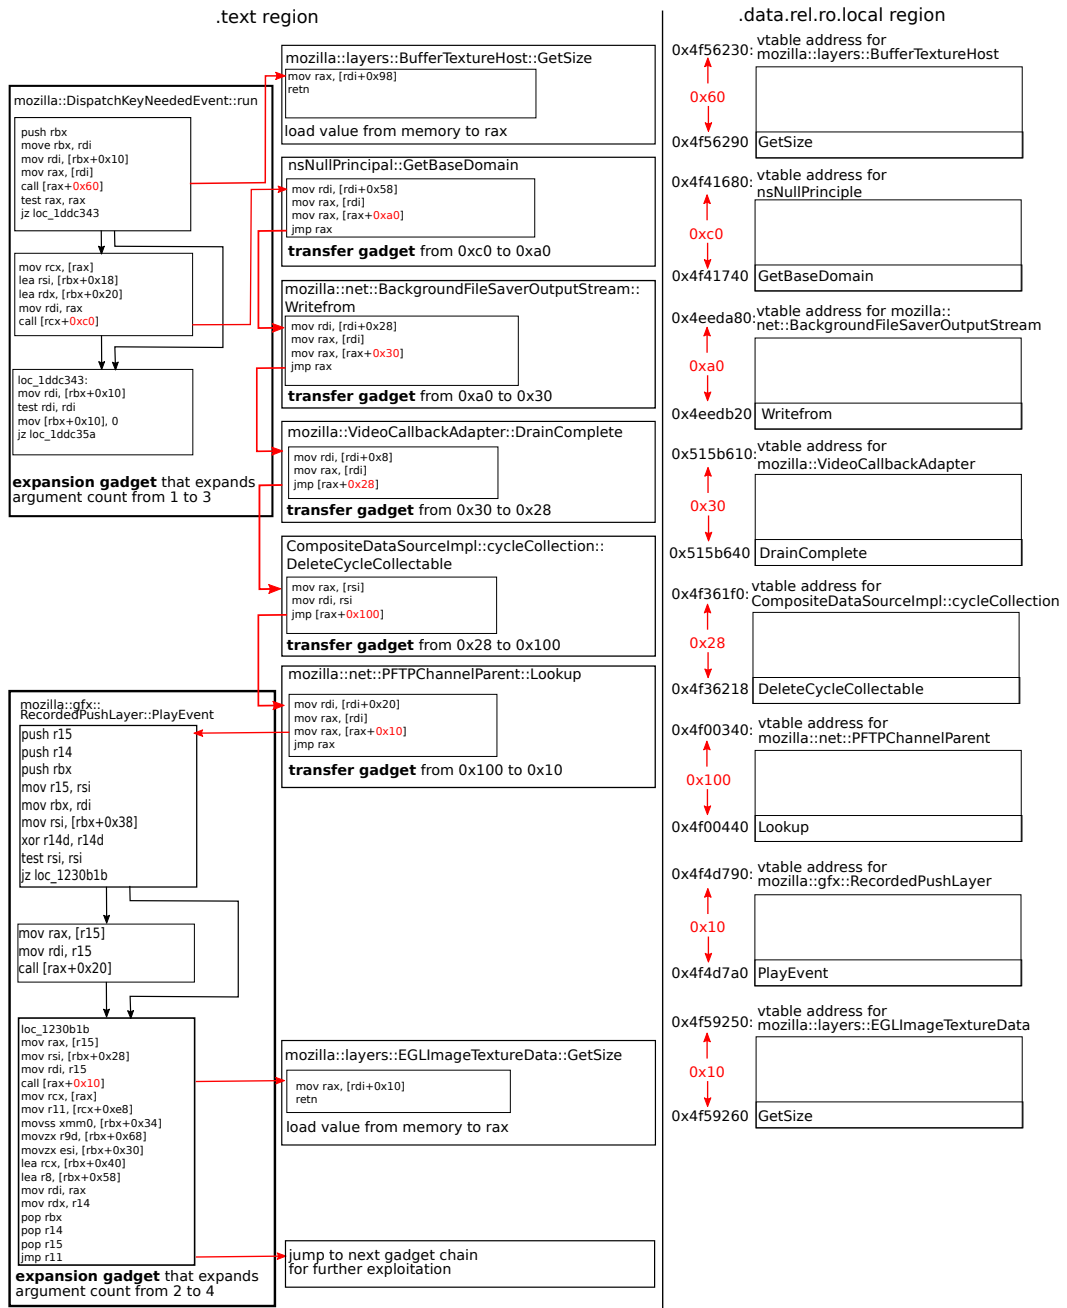 .text region
mozilla::DispatchKeyNeededEvent::run
push rbx
move rbx, rdi
mov rdi, [rbx+0x10]
mov rax, [rdi]
call [rax+0x60]
test rax, rax
jz loc_1ddc343
mov rcx, [rax]
lea rsi, [rbx+0x18]
lea rdx, [rbx+0x20]
mov rdi, rax
call [rcx+0xc0]
loc_1ddc343:
mov rdi, [rbx+0x10]
test rdi, rdi
mov [rbx+0x10], 0
jz loc_1ddc35a
expansion gadget that expands
argument count from 1 to 3
mozilla::layers::BufferTextureHost::GetSize
mov rax, [rdi+0x98]
retn
load value from memory to rax
nsNullPrincipal::GetBaseDomain
mov rdi, [rdi+0x58]
mov rax, [rdi]
mov rax, [rax+0xa0]
jmp rax
transfer gadget from 0xc0 to 0xa0
mozilla::net::BackgroundFileSaverOutputStream::
Writefrom
mov rdi, [rdi+0x28]
mov rax, [rdi]
mov rax, [rax+0x30]
jmp rax
transfer gadget from 0xa0 to 0x30
mozilla::VideoCallbackAdapter::DrainComplete
mov rdi, [rdi+0x8]
mov rax, [rdi]
jmp [rax+0x28]
transfer gadget from 0x30 to 0x28
CompositeDataSourceImpl::cycleCollection::
DeleteCycleCollectable
mov rax, [rsi]
mov rdi, rsi
jmp [rax+0x100]
transfer gadget from 0x28 to 0x100
mozilla::net::PFTPChannelParent::Lookup
mov rdi, [rdi+0x20]
mov rax, [rdi]
mov rax, [rax+0x10]
jmp rax
transfer gadget from 0x100 to 0x10
mozilla::gfx::
RecordedPushLayer::PlayEvent
push r15
push r14
push rbx
mov r15, rsi
mov rbx, rdi
mov rsi, [rbx+0x38]
xor r14d, r14d
test rsi, rsi
jz loc_1230b1b
mov rax, [r15]
mov rdi, r15
call [rax+0x20]
loc_1230b1b
mov rax, [r15]
mov rsi, [rbx+0x28]
mov rdi, r15
call [rax+0x10]
mov rcx, [rax]
mov r11, [rcx+0xe8]
movss xmm0, [rbx+0x34]
movzx r9d, [rbx+0x68]
movzx esi, [rbx+0x30]
lea rcx, [rbx+0x40]
lea r8, [rbx+0x58]
mov rdi, rax
mov rdx, r14
pop rbx
pop r14
pop r15
jmp r11
expansion gadget that expands
argument count from 2 to 4
mozilla::layers::EGLImageTextureData::GetSize
mov rax, [rdi+0x10]
retn
load value from memory to rax
jump to next gadget chain
for further exploitation
.data.rel.ro.local region
0x4f56230: vtable address for
mozilla::layers::BufferTextureHost
0x60
0x4f56290 GetSize
0x4f41680: vtable address for
nsNullPrinciple
0xc0
0x4f41740 GetBaseDomain
0x4eeda80: vtable address for mozilla::
net::BackgroundFileSaverOutputStream
0xa0
0x4eedb20 Writefrom
0x515b610: vtable address for
mozilla::VideoCallbackAdapter
0x30
0x515b640 DrainComplete
0x4f361f0: vtable address for
CompositeDataSourceImpl::cycleCollection
0x28
0x4f36218 DeleteCycleCollectable
0x4f00340: vtable address for
mozilla::net::PFTPChannelParent
0x100
0x4f00440 Lookup
0x4f4d790: vtable address for
mozilla::gfx::RecordedPushLayer
0x10
0x4f4d7a0 PlayEvent
0x4f59250: vtable address for
mozilla::layers::EGLImageTextureData
0x10
0x4f59260 GetSize